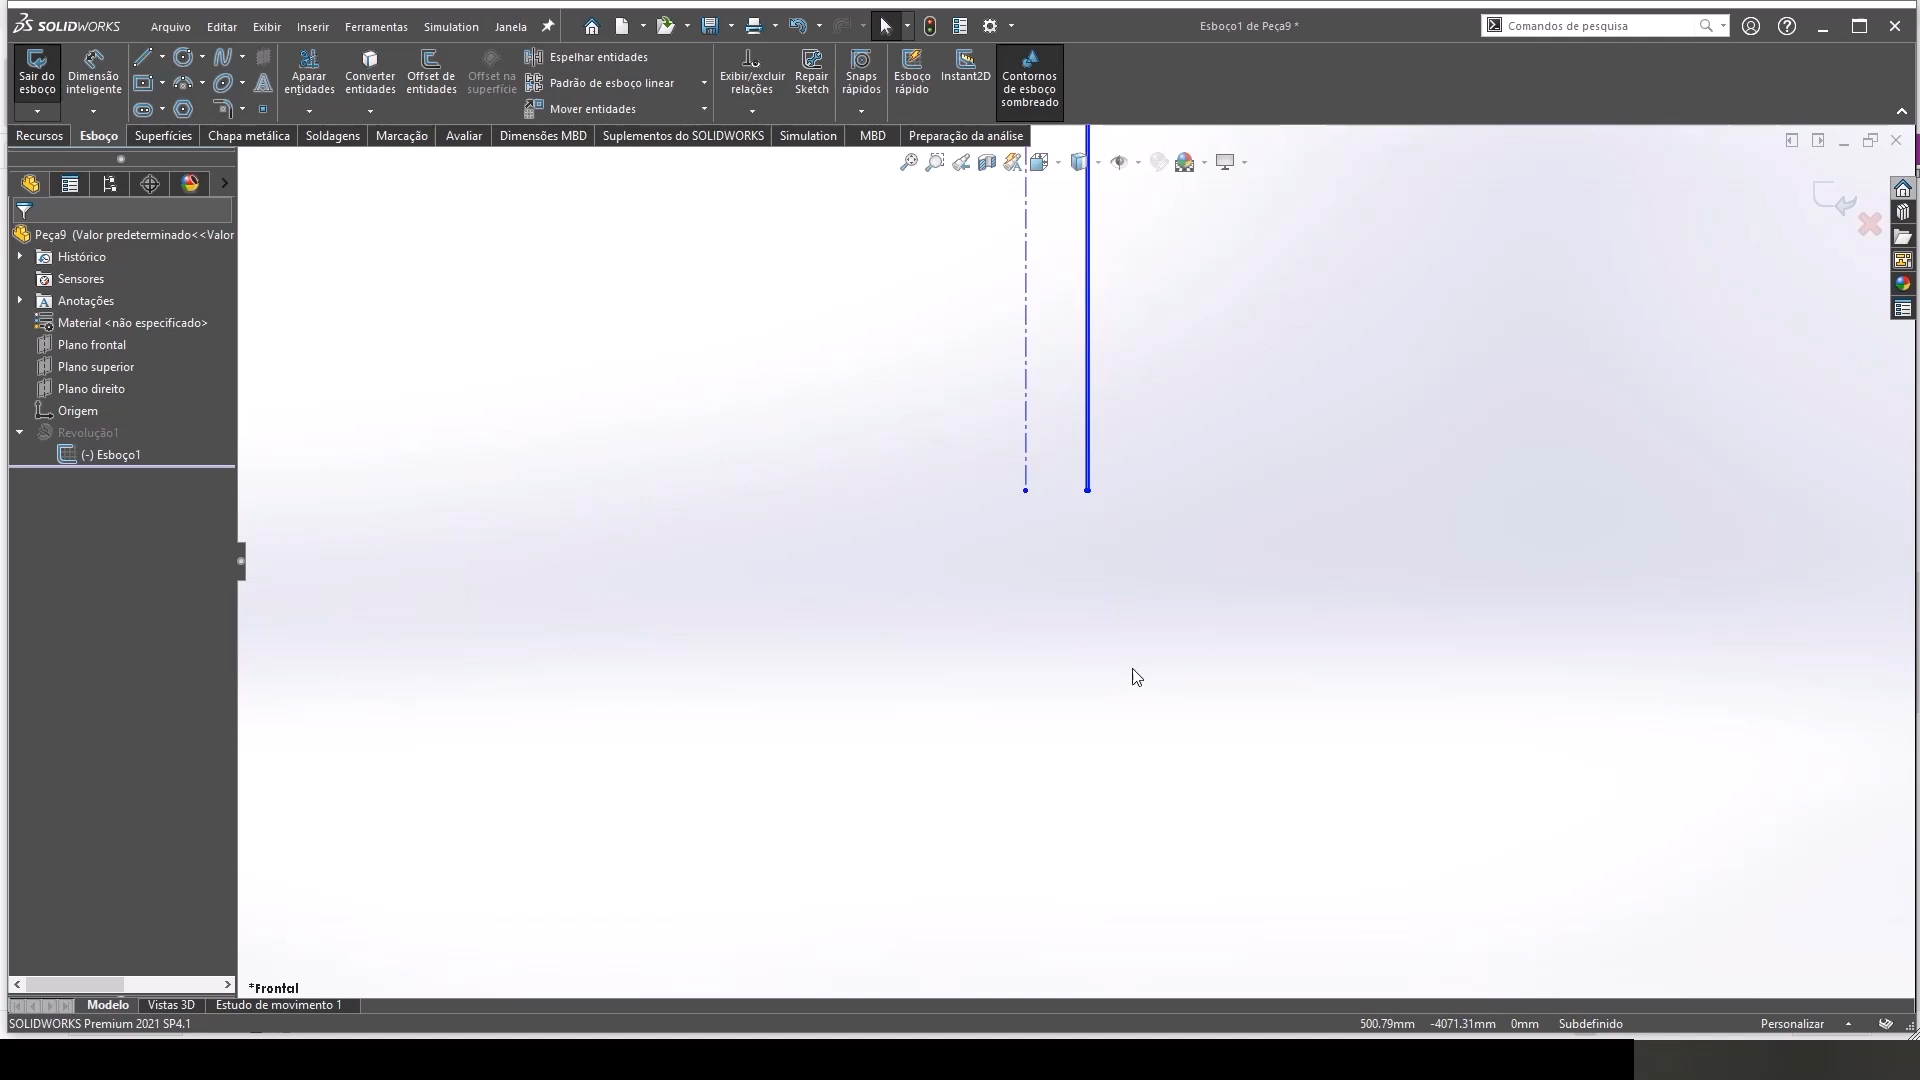 SOLIDWORKS Arquivo Editar Exibir Inserir Ferramentas Simulation Janela Esboço1 de Peça9 * Comandos de pesquisa
Sair do esboço
Dimensão inteligente
Aparar entidades
Converter entidades
Offset de entidades
Offset na superfície
Espelhar entidades
Padrão de esboço linear
Mover entidades
Exibir/excluir relações
Repair Sketch
Snaps rápidos
Esboço rápido
Instant2D
Contornos de esboço sombreado
Recursos Esboço Superfícies Chapa metálica Soldagens Marcação Avaliar Dimensões MBD Suplementos do SOLIDWORKS Simulation MBD Preparação da análise
Peça9 (Valor predeterminado<<Valor
Histórico
Sensores
Anotações
Material <não especificado>
Plano frontal
Plano superior
Plano direito
Origem
Revolução1
(-) Esboço1
*Frontal
Modelo Vistas 3D Estudo de movimento 1
SOLIDWORKS Premium 2021 SP4.1 500.79mm -4071.31mm 0mm Subdefinido Personalizar